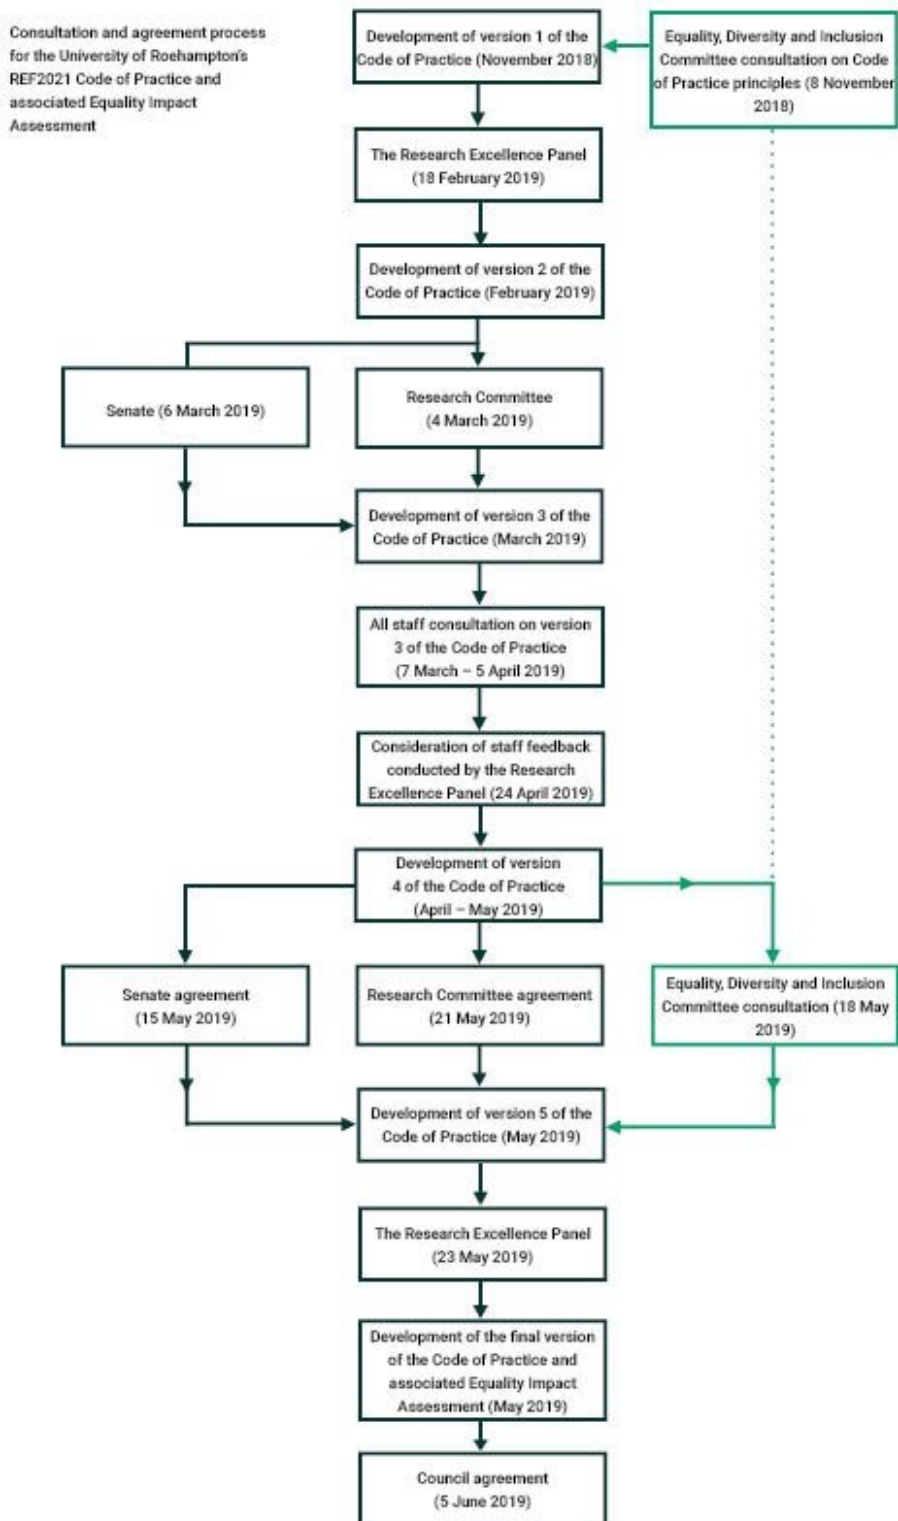 Consultation and agreement process
for the University of Roehampton's
REF2021 Code of Practice and
associated Equality Impact
Assessment
Development of version 1 of the
Code of Practice (November 2018)
Equality, Diversity and Inclusion
Committee consultation on Code
of Practice principles (8 November
2018)
The Research Excellence Panel
(18 February 2019)
Development of version 2 of the
Code of Practice (February 2019)
Senate (6 March 2019)
Research Committee
(4 March 2019)
Development of version 3 of the
Code of Practice (March 2019)
All staff consultation on version
3 of the Code of Practice
(7 March – 5 April 2019)
Consideration of staff feedback
conducted by the Research
Excellence Panel (24 April 2019)
Development of version
4 of the Code of Practice
(April – May 2019)
Senate agreement
(15 May 2019)
Research Committee agreement
(21 May 2019)
Equality, Diversity and Inclusion
Committee consultation (18 May
2019)
Development of version 5 of the
Code of Practice (May 2019)
The Research Excellence Panel
(23 May 2019)
Development of the final version
of the Code of Practice and
associated Equality Impact
Assessment (May 2019)
Council agreement
(5 June 2019)